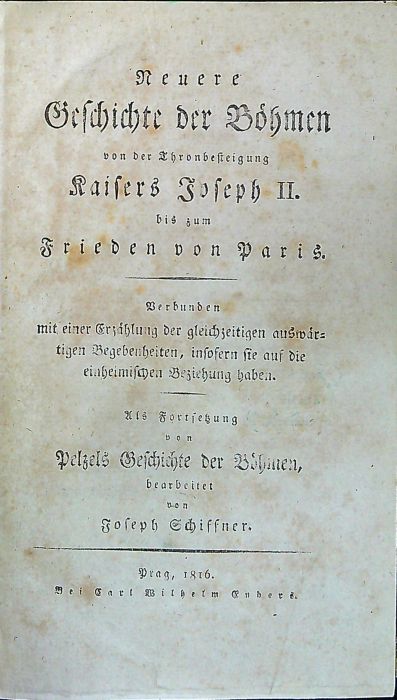 Neuere
Geschichte der Böhmen
von der Thronbesteigung
Kaisers Joseph II.
bis zum
Frieden von Paris.
Verbunden
mit einer Erzählung der gleichzeitigen auswär-
tigen Begebenheiten, insofern sie auf die
einheimischen Beziehung haben.
Als Fortsetzung
von
Pelzels Geschichte der Böhmen,
bearbeitet
von
Joseph Schiffner.
Prag, 1816.
Bei Carl Wilhelm Enders.